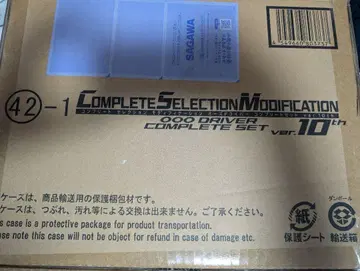 SAGAWA
㊷-1 COMPLETE SELECTION MODIFICATION
OOO DRIVER
COMPLETE SET ver.10th
ケースは、商品輸送用の保護梱包材です。
ケースは、つぶれ、汚れ等による交換は出来ません。ご了承ください。
his case is a protective package for product transportation.
ease note this case will not be object for refund in case of damage etc.
紙
保護シート
ダンボール
輸送箱